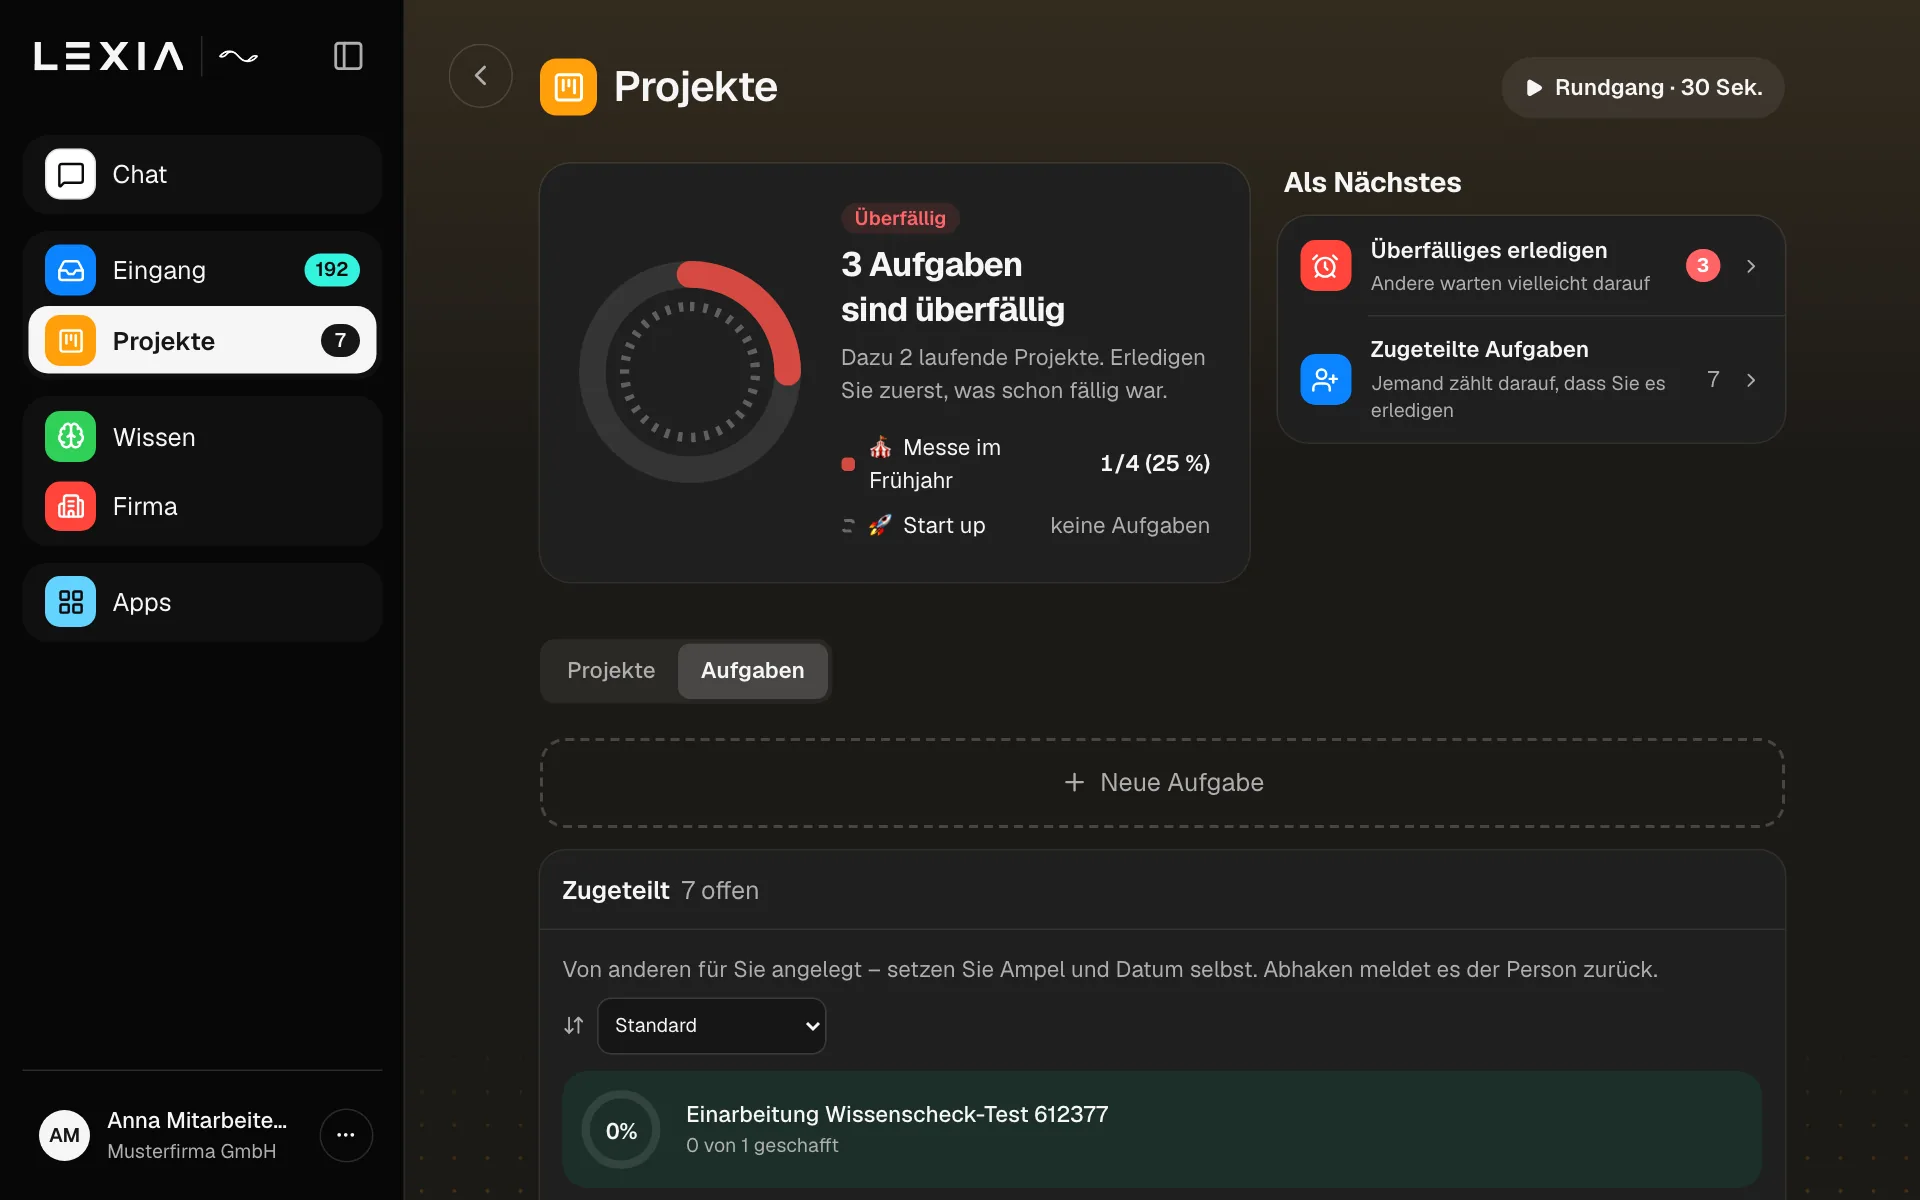 LEXIA
Chat
Eingang 192
Projekte 7
Wissen
Firma
Apps
AM
Anna Mitarbeite...
Musterfirma GmbH
Projekte
Rundgang · 30 Sek.
Überfällig
3 Aufgaben
sind überfällig
Dazu 2 laufende Projekte. Erledigen
Sie zuerst, was schon fällig war.
🎪 Messe im
Frühjahr
1/4 (25 %)
🚀 Start up keine Aufgaben
Als Nächstes
Überfälliges erledigen
Andere warten vielleicht darauf
3
Zugeteilte Aufgaben
Jemand zählt darauf, dass Sie es
erledigen
7
Projekte Aufgaben
+ Neue Aufgabe
Zugeteilt 7 offen
Von anderen für Sie angelegt – setzen Sie Ampel und Datum selbst. Abhaken meldet es der Person zurück.
Standard
0%
Einarbeitung Wissenscheck-Test 612377
0 von 1 geschafft